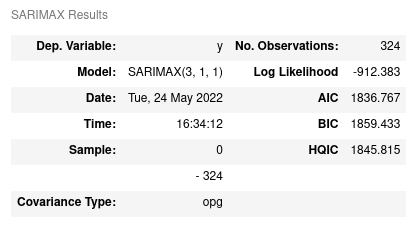 SARIMAX Results
Dep. Variable: y No. Observations: 324
Model: SARIMAX(3, 1, 1) Log Likelihood -912.383
Date: Tue, 24 May 2022 AIC 1836.767
Time: 16:34:12 BIC 1859.433
Sample: 0 HQIC 1845.815
- 324
Covariance Type: opg